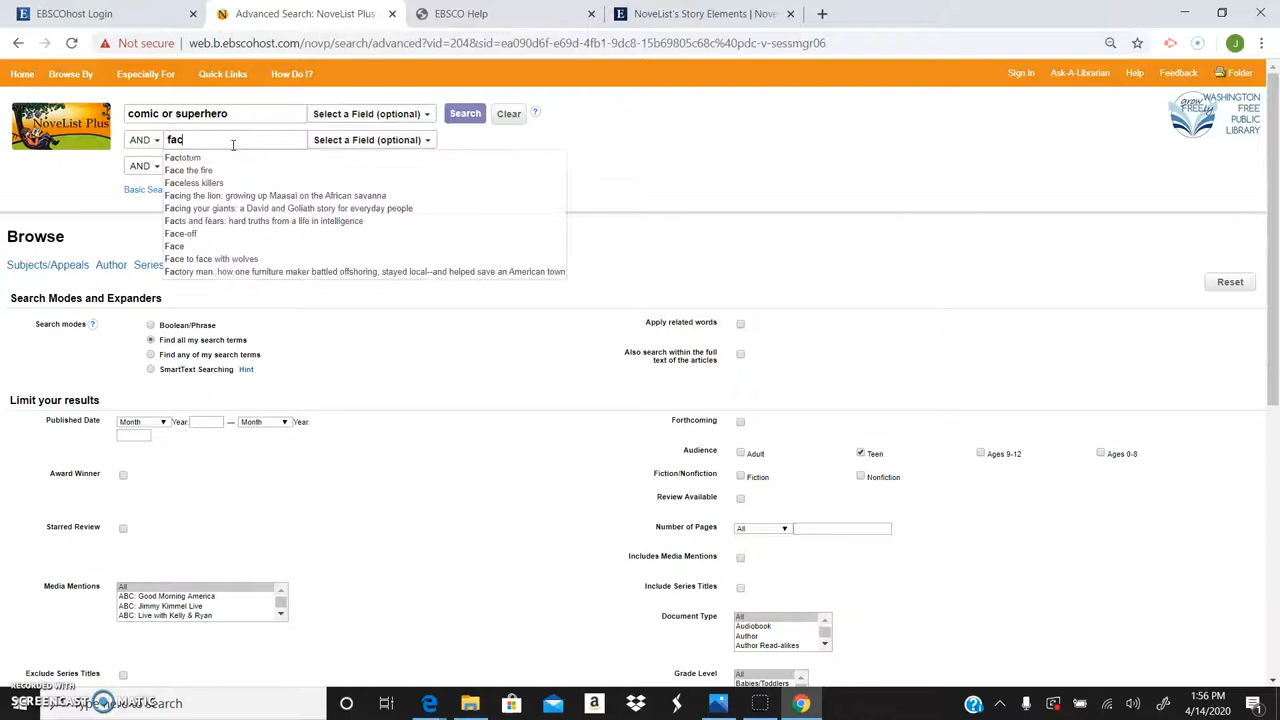 EBSCOhost Login
Advanced Search: NoveList Plus -
EBSCO Help
NoveList's Story Elements | Nove
Not secure
web.b.ebscohost.com/novp/search/advanced?vid=204&sid=ea090d6f-e69d-4fb1-9dc8-15b69805c68c%40pdc-v-sessmgr06
J
Home Browse By Especially For Quick Links How Do I?
Sign In Ask-A-Librarian Help Feedback Folder
NoveList Plus
comic or superhero Select a Field (optional) Search Clear ?
grow FREELY
WASHINGTON
FREE
PUBLIC
LIBRARY
AND fac Select a Field (optional)
Factotum
AND
Face the fire
Faceless killers
Basic Sea
Facing the lion: growing up Maasai on the African savanna
Facing your giants: a David and Goliath story for everyday people
Facts and fears: hard truths from a life in intelligence
Browse
Face-off
Face
Subjects/Appeals Author Series
Face to face with wolves
Factory man: how one furniture maker battled offshoring, stayed local--and helped save an American town
Reset
Search Modes and Expanders
Search modes ?
Boolean/Phrase
Find all my search terms
Find any of my search terms
SmartText Searching Hint
Apply related words
Also search within the full
text of the articles
Limit your results
Published Date
Month Year: — Month Year:
Forthcoming
Audience
Adult Teen Ages 9-12 Ages 0-8
Award Winner
Fiction/Nonfiction
Fiction Nonfiction
Review Available
Starred Review
Number of Pages
All
Includes Media Mentions
Media Mentions
All
ABC: Good Morning America
ABC: Jimmy Kimmel Live
ABC: Live with Kelly & Ryan
Include Series Titles
Document Type
All
Audiobook
Author
Author Read-alikes
Exclude Series Titles
Grade Level
All
Babies/Toddlers
RECORDED WITH
SCREENCAST MATIC
here to search
1:56 PM
4/14/2020